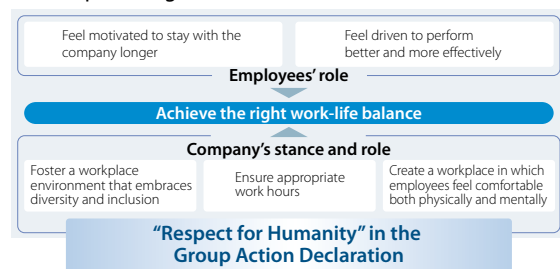 Feel motivated to stay with the
company longer
Feel driven to perform
better and more effectively
Employees’ role
Achieve the right work-life balance
Company’s stance and role
Foster a workplace
environment that embraces
diversity and inclusion
Ensure appropriate
work hours
Create a workplace in which
employees feel comfortable
both physically and mentally
“Respect for Humanity” in the
Group Action Declaration